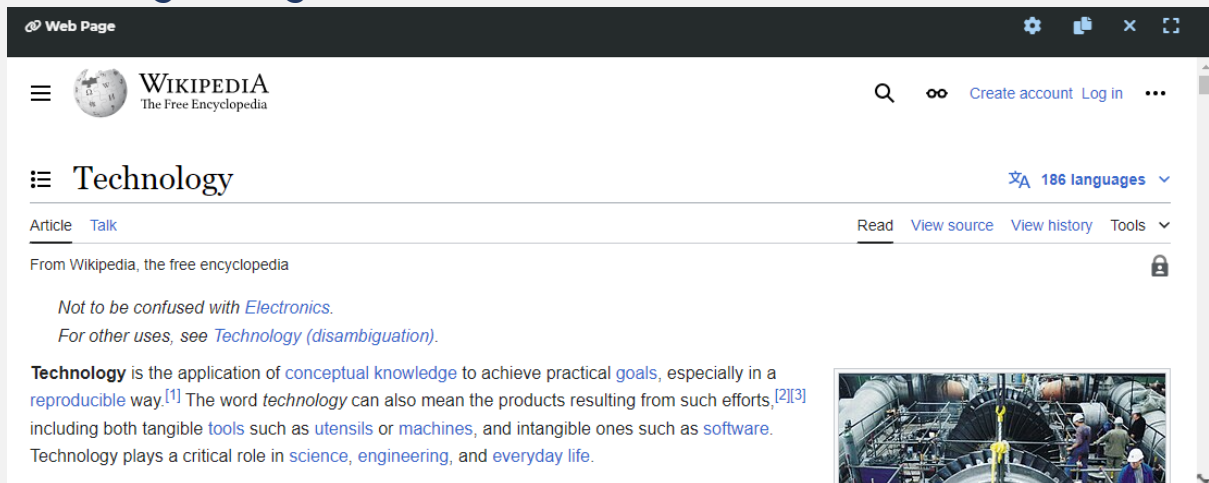 Web Page
WIKIPEDIA
The Free Encyclopedia
Create account Log in
Technology
186 languages
Article Talk
Read View source View history Tools
From Wikipedia, the free encyclopedia
Not to be confused with Electronics.
For other uses, see Technology (disambiguation).
Technology is the application of conceptual knowledge to achieve practical goals, especially in a
reproducible way.[1] The word technology can also mean the products resulting from such efforts,[2][3]
including both tangible tools such as utensils or machines, and intangible ones such as software.
Technology plays a critical role in science, engineering, and everyday life.